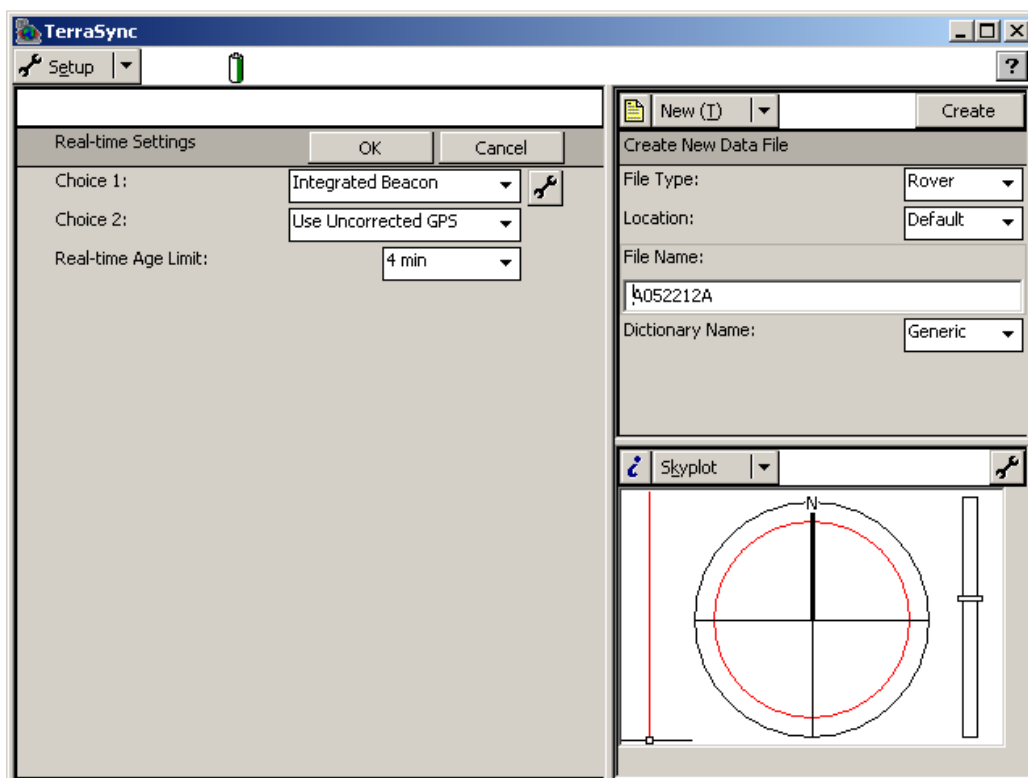 TerraSync
Setup
?
Real-time Settings OK Cancel
Choice 1: Integrated Beacon
Choice 2: Use Uncorrected GPS
Real-time Age Limit: 4 min
New (T) Create
Create New Data File
File Type: Rover
Location: Default
File Name:
A052212A
Dictionary Name: Generic
i Skyplot
N